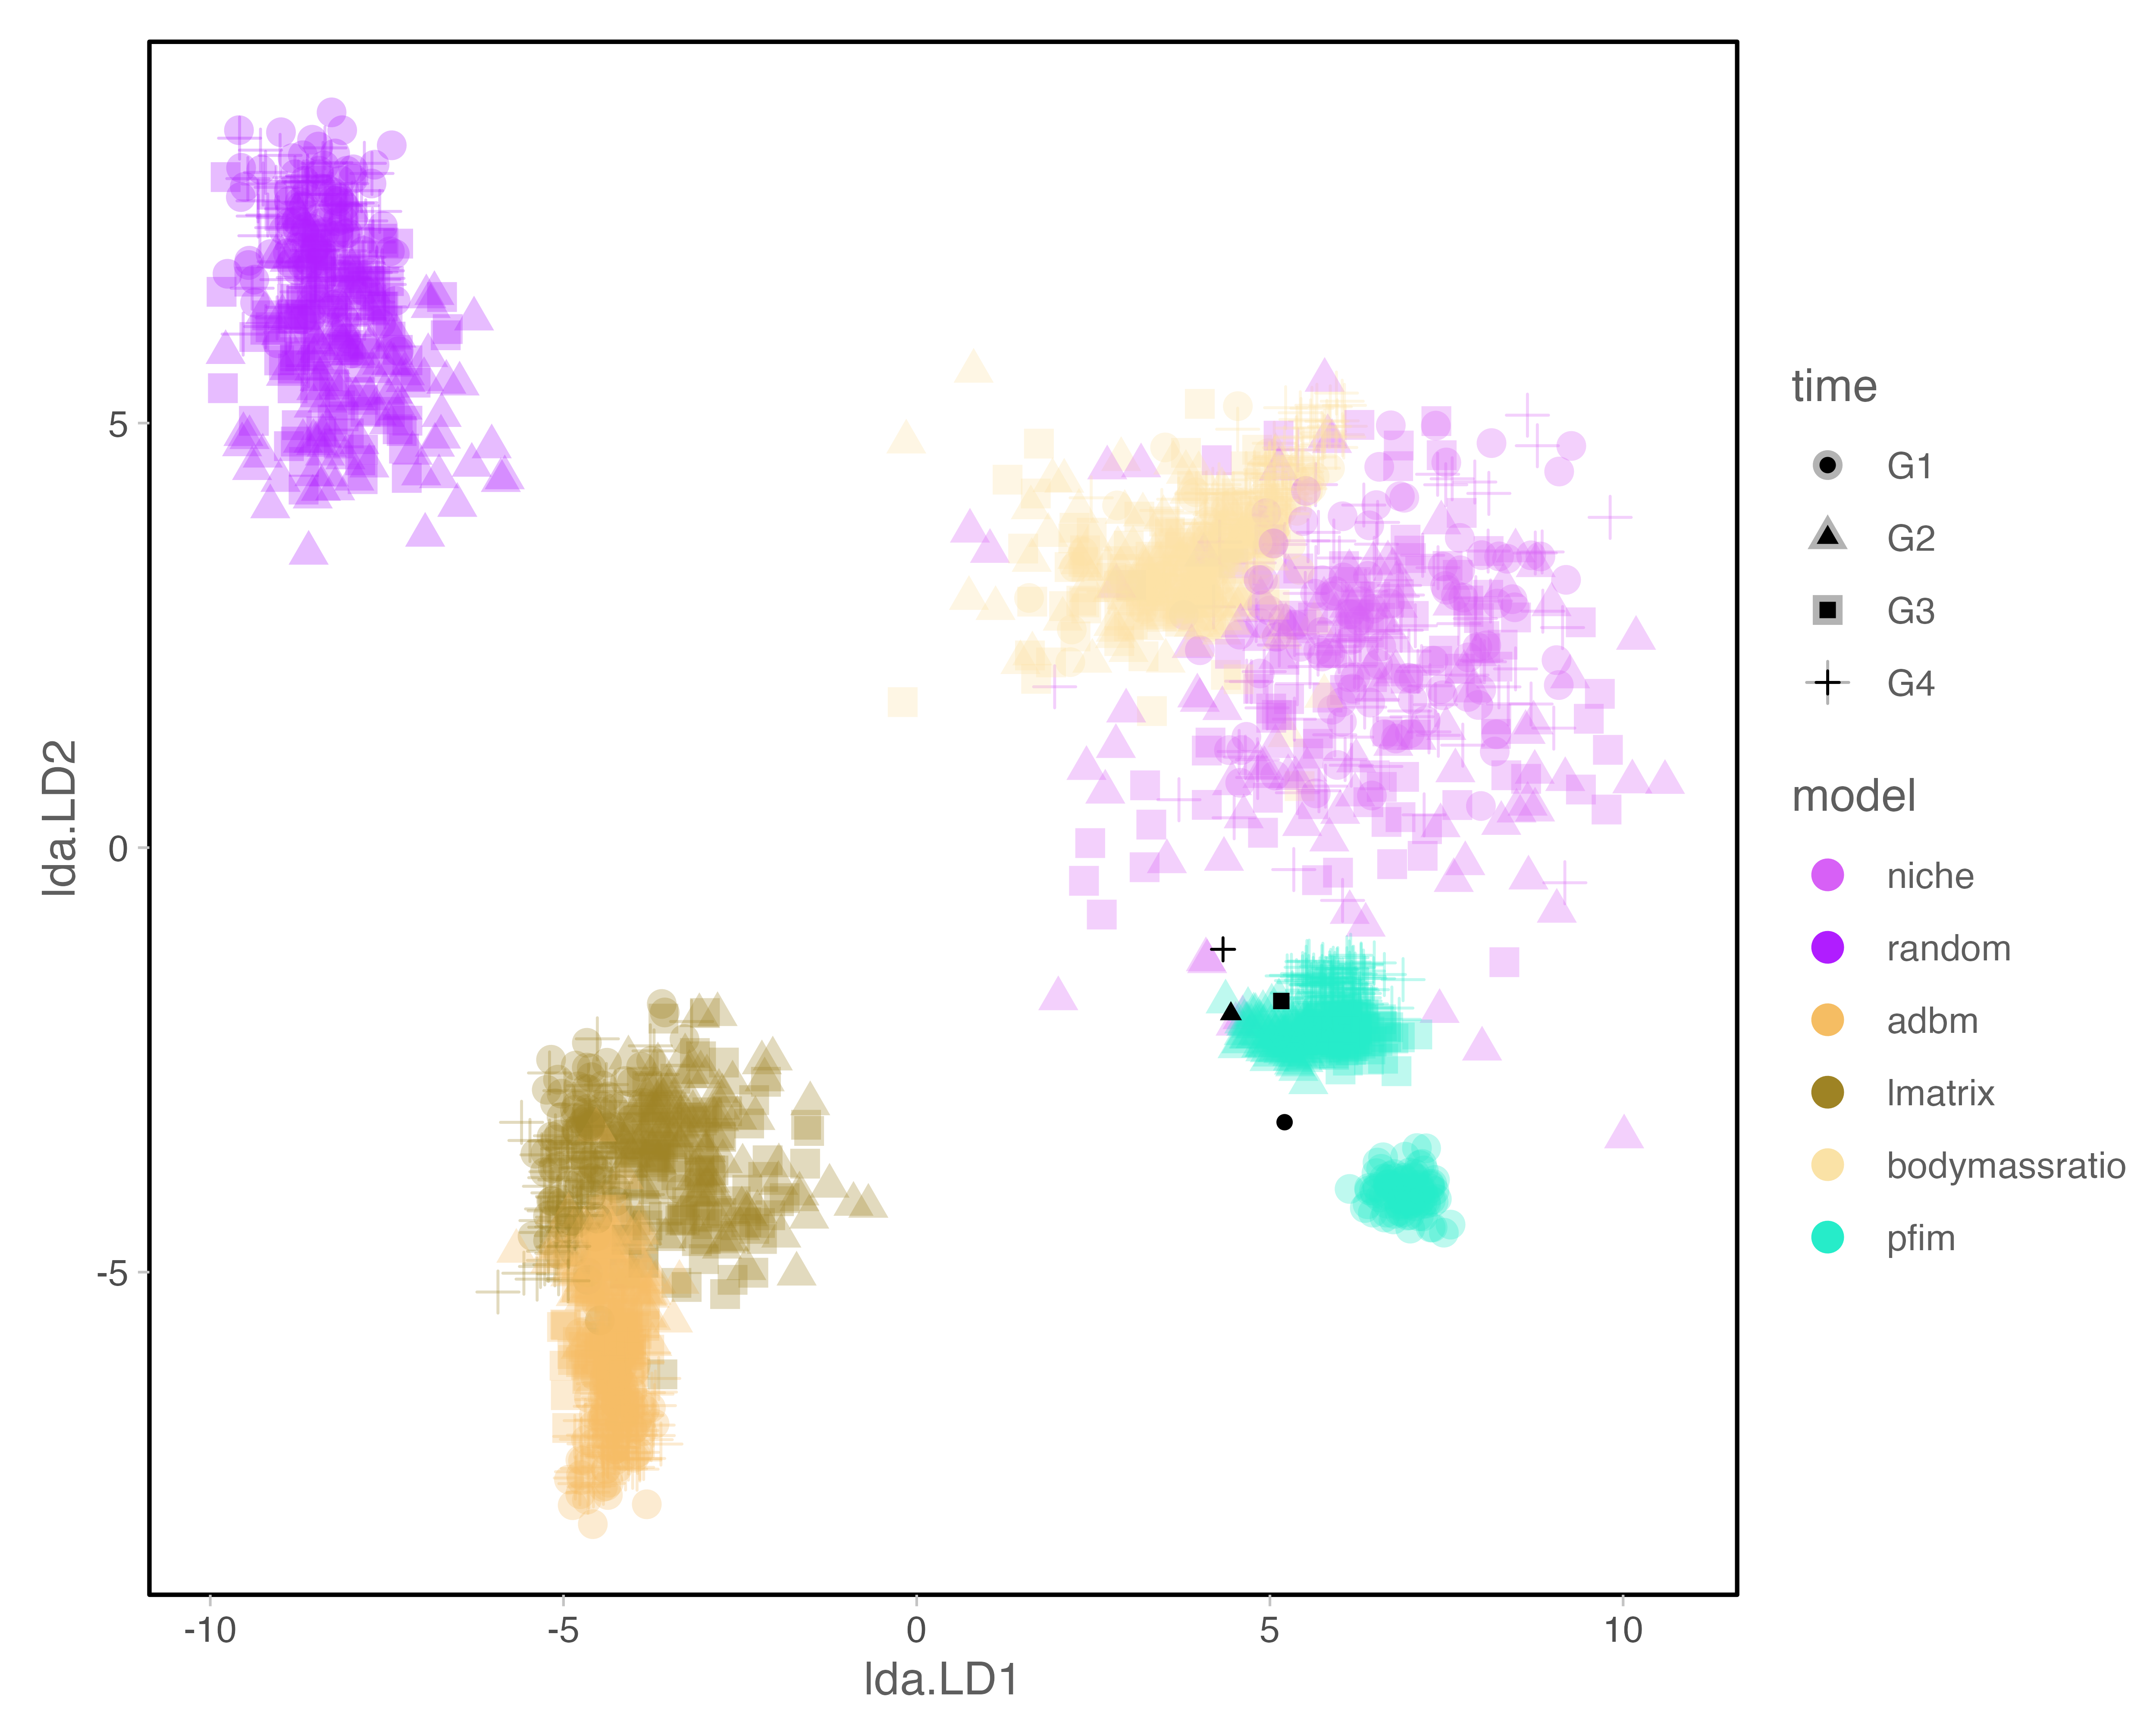 5
0
-5
-10
-5
0
5
10
lda.LD1
lda.LD2
time
G1
G2
G3
G4
model
niche
random
adbm
lmatrix
bodymassratio
pfim